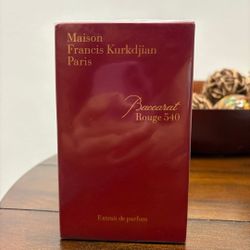 Maison
Francis Kurkdjian
Paris
Baccarat
Rouge 540
Extrait de parfum